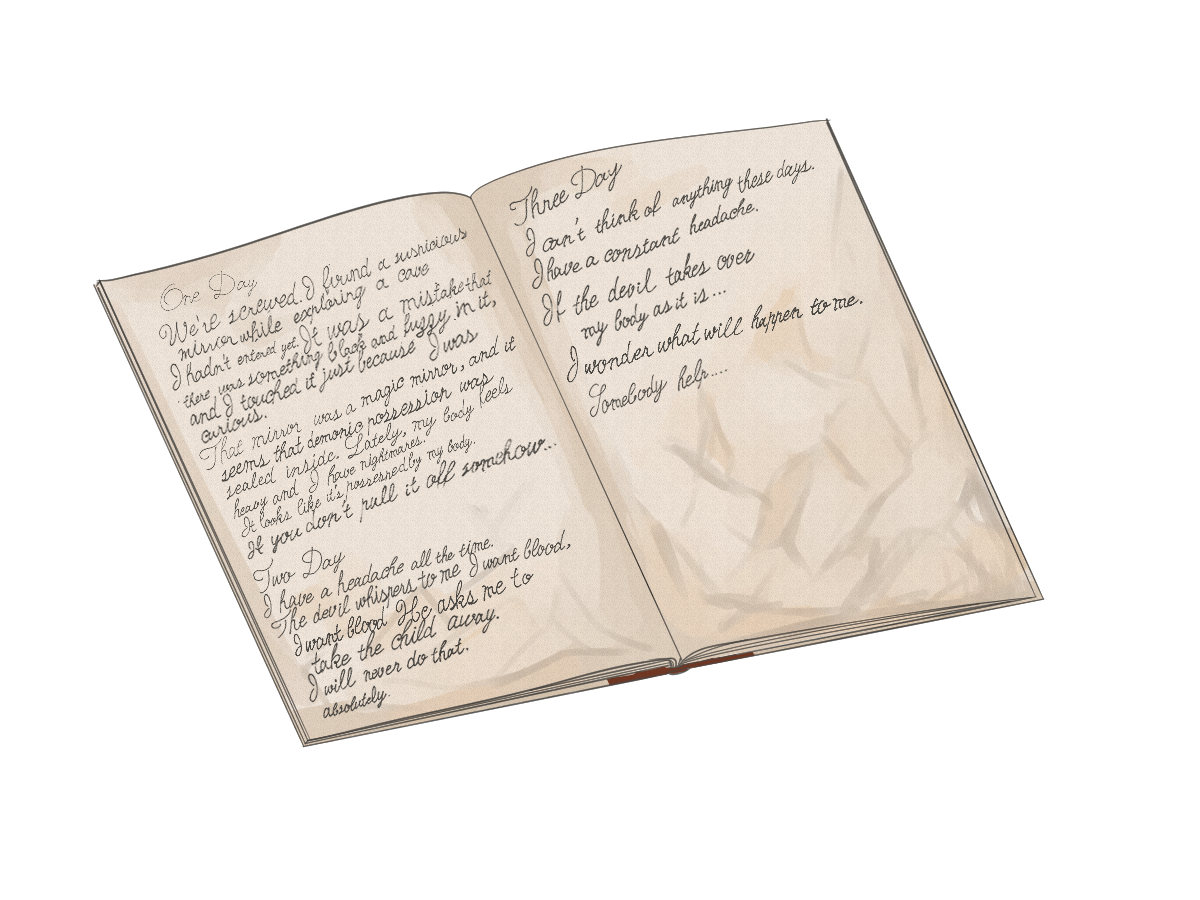 One Day
We're screwed. I found a suspicious
mirror while exploring a cave
I hadn't entered yet. It was a mistake that
there was something black and fuzzy in it,
and I touched it just because I was
curious.
That mirror was a magic mirror, and it
seems that demonic possession was
sealed inside. Lately, my body feels
heavy and I have nightmares.
It looks like it's possessed by my body.
If you don't pull it off somehow...
Two Day
I have a headache all the time.
The devil whispers to me I want blood,
I want blood He asks me to
take the child away.
I will never do that.
absolutely.
Three Day
I can't think of anything these days.
I have a constant headache.
If the devil takes over
my body as it is...
I wonder what will happen to me.
Somebody help....